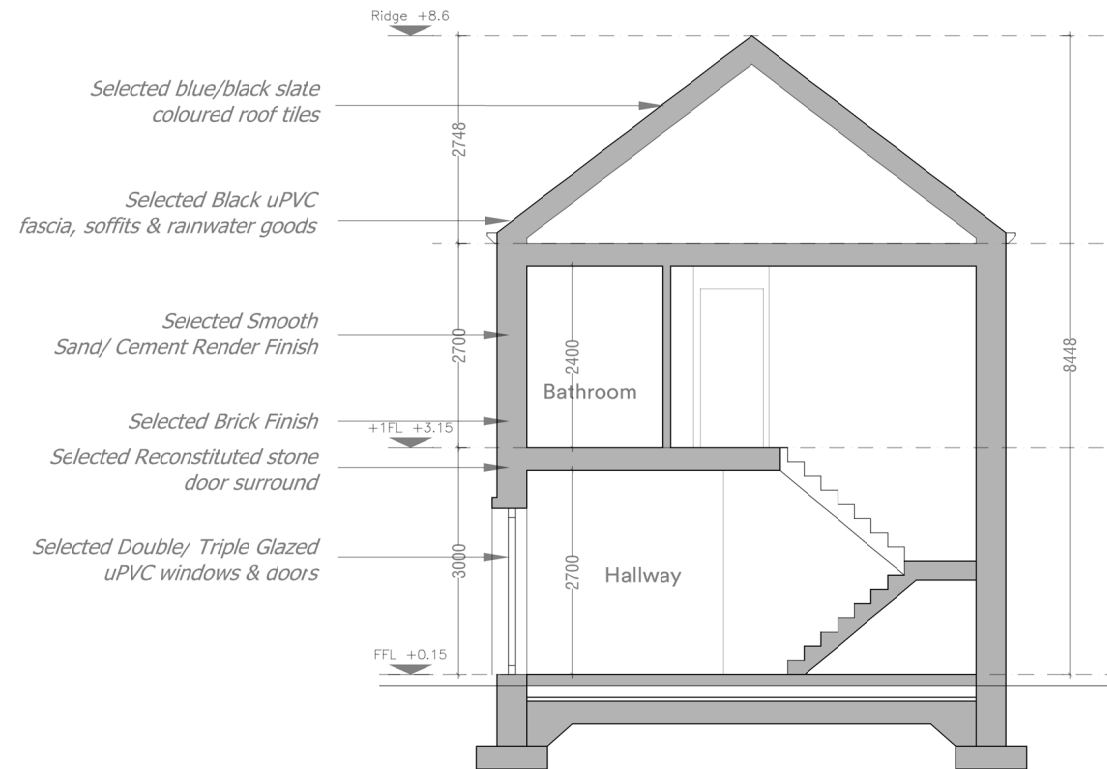 Ridge +8.6
Selected blue/black slate
coloured roof tiles
2748
Selected Black uPVC
fascia, soffits & rainwater goods
Selected Smooth
Sand/ Cement Render Finish
2700
2400
8448
Bathroom
Selected Brick Finish
+1FL +3.15
Selected Reconstituted stone
door surround
Selected Double/ Triple Glazed
uPVC windows & doors
3000
2700
Hallway
FFL +0.15